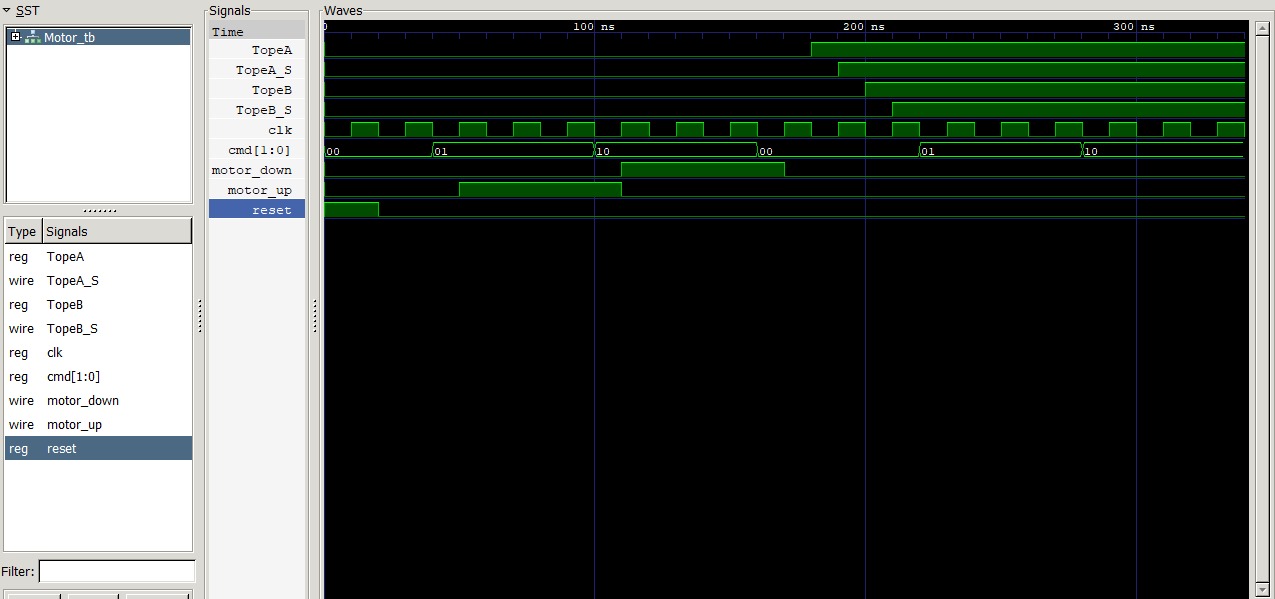 SST
Motor_tb
Type Signals
reg TopeA
wire TopeA_S
reg TopeB
wire TopeB_S
reg clk
reg cmd[1:0]
wire motor_down
wire motor_up
reg reset
Filter:
Signals
Time
TopeA
TopeA_S
TopeB
TopeB_S
clk
cmd[1:0]
motor_down
motor_up
reset
Waves
0 100 ns 200 ns 300 ns
00 01 10 00 01 10